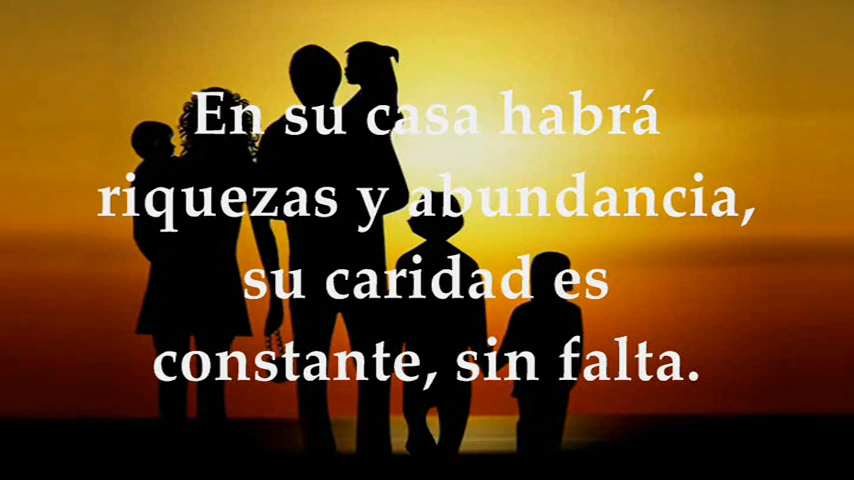 En su casa habrá
riquezas y abundancia,
su caridad es
constante, sin falta.